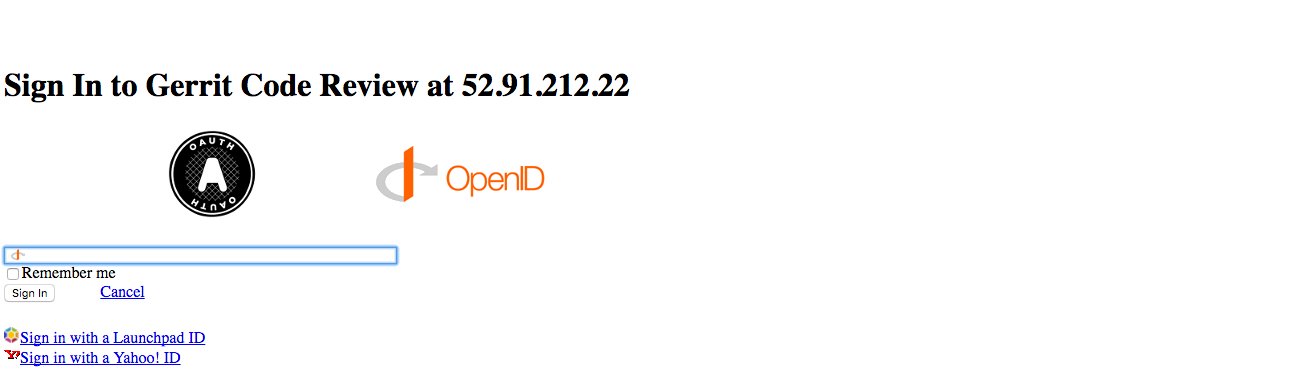 Sign In to Gerrit Code Review at 52.91.212.22
OAUTH
A
OAUTH
OpenID
Remember me
Sign In Cancel
Sign in with a Launchpad ID
Sign in with a Yahoo! ID